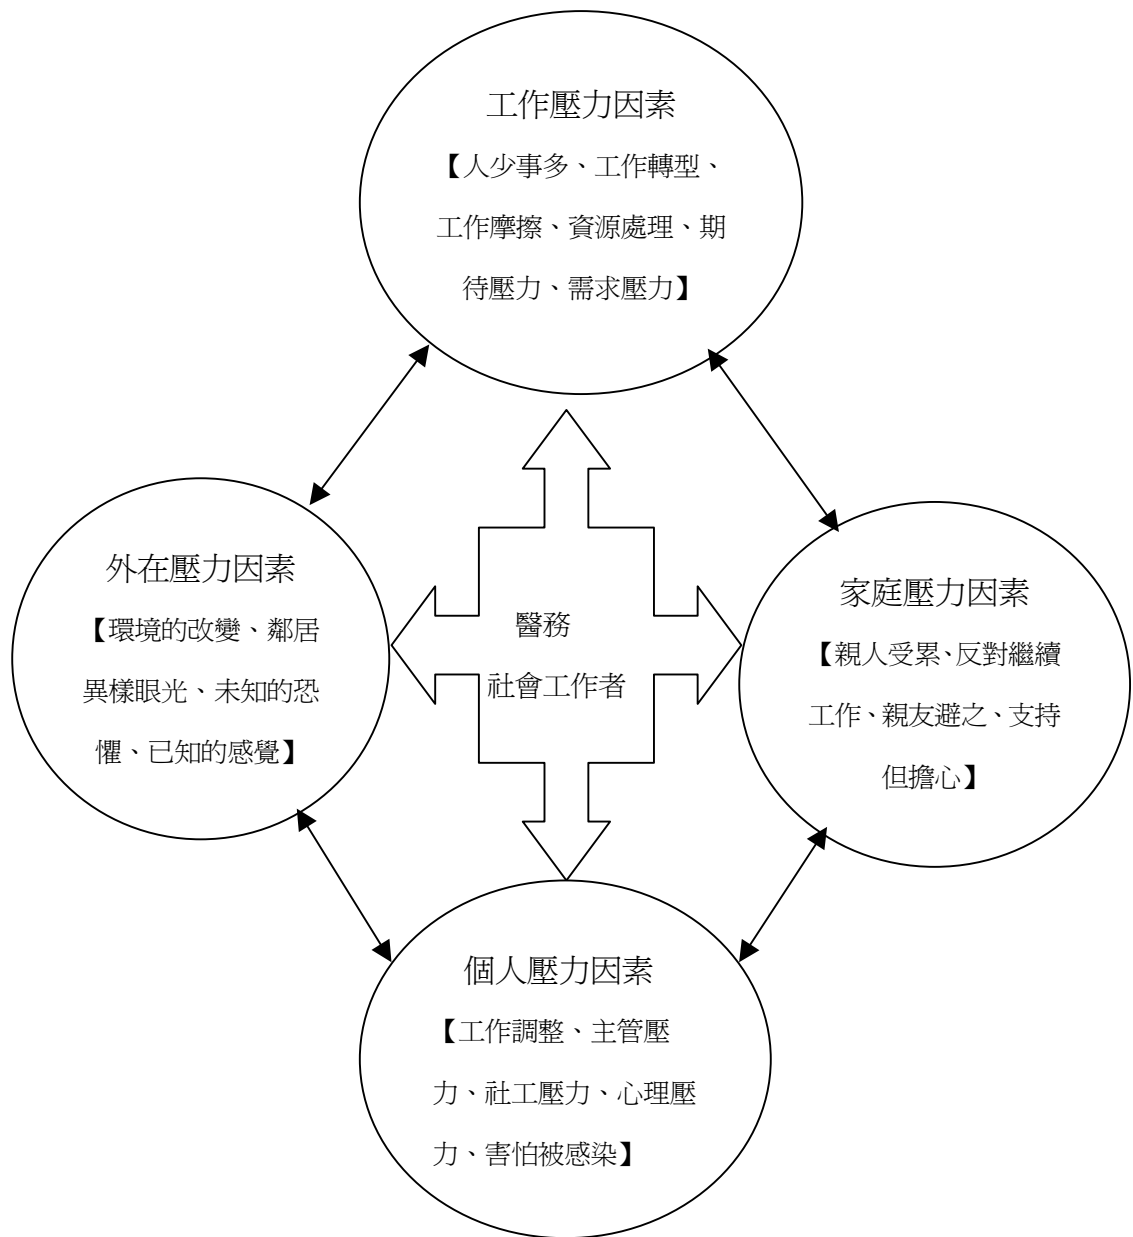 工作壓力因素
【人少事多、工作轉型、
工作摩擦、資源處理、期
待壓力、需求壓力】
外在壓力因素
【環境的改變、鄰居
異樣眼光、未知的恐
懼、已知的感覺】
醫務
社會工作者
家庭壓力因素
【親人受累、反對繼續
工作、親友避之、支持
但擔心】
個人壓力因素
【工作調整、主管壓
力、社工壓力、心理壓
力、害怕被感染】